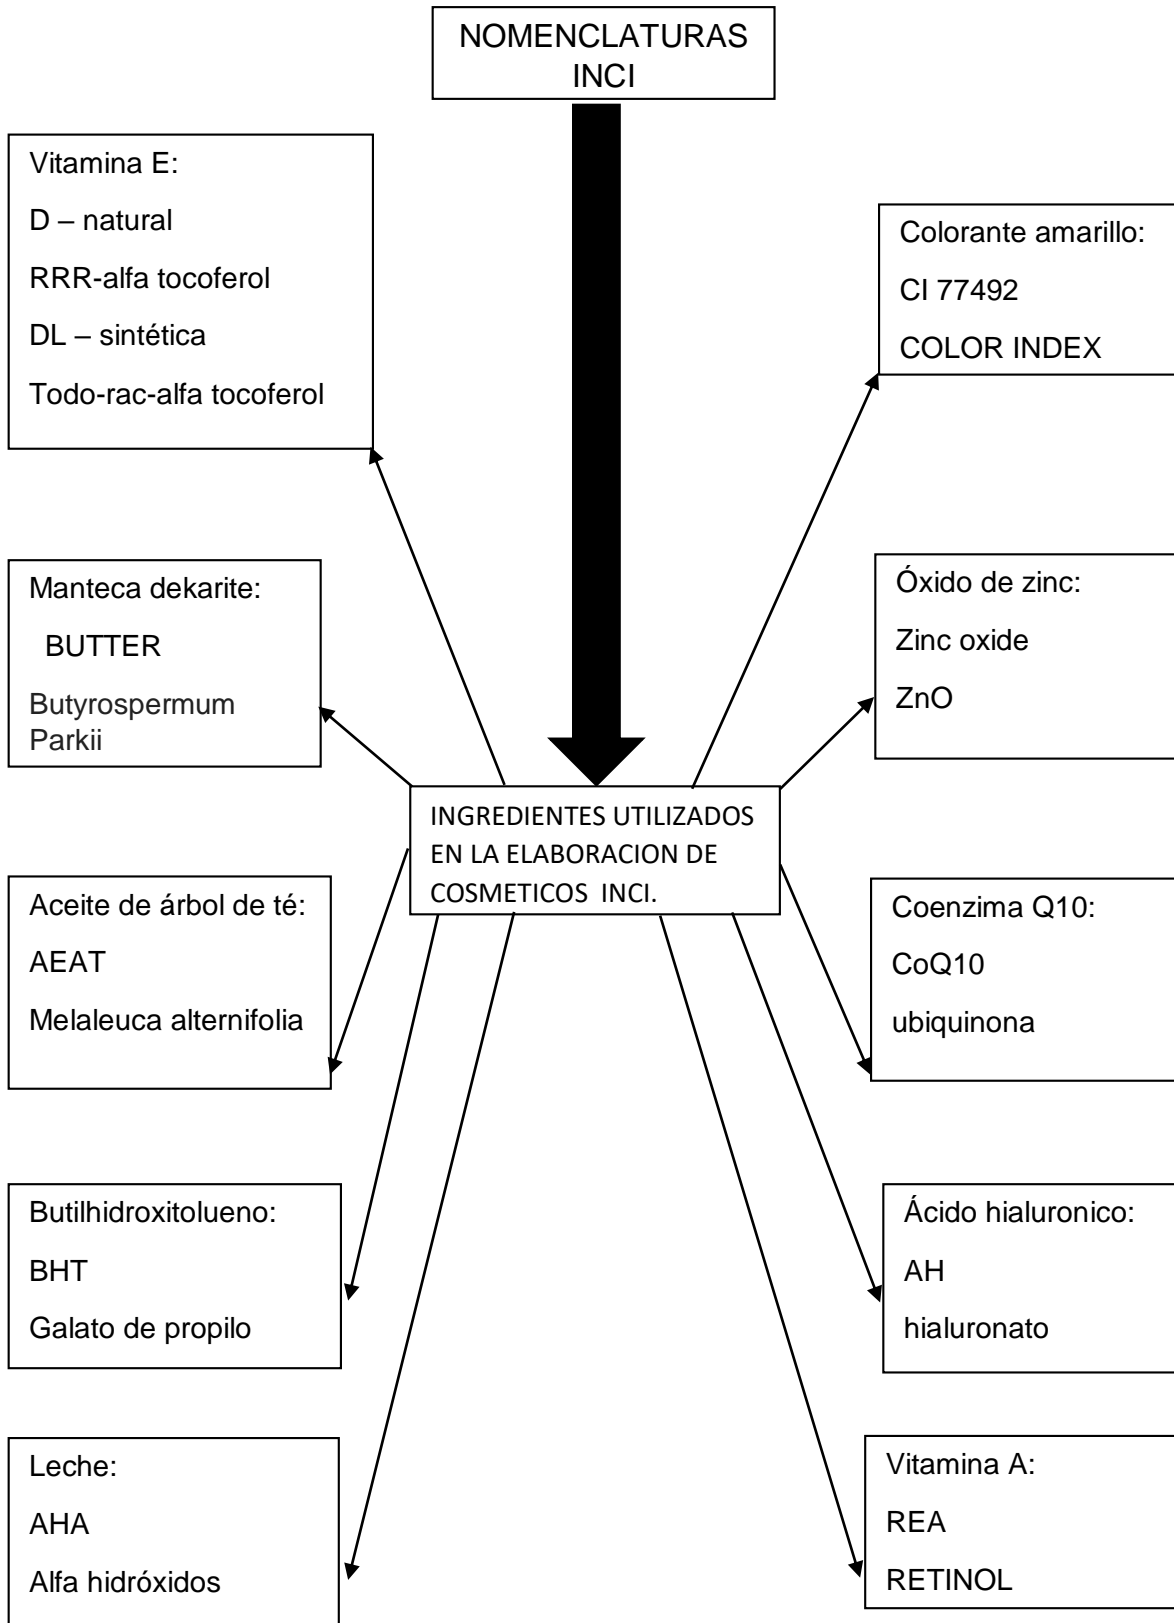 NOMENCLATURAS
INCI
Vitamina E:
D – natural
RRR-alfa tocoferol
DL – sintética
Todo-rac-alfa tocoferol
Colorante amarillo:
CI 77492
COLOR INDEX
Manteca dekarite:
BUTTER
Butyrospermum
Parkii
Óxido de zinc:
Zinc oxide
ZnO
INGREDIENTES UTILIZADOS
EN LA ELABORACION DE
COSMETICOS INCI.
Aceite de árbol de té:
AEAT
Melaleuca alternifolia
Coenzima Q10:
CoQ10
ubiquinona
Butilhidroxitolueno:
BHT
Galato de propilo
Ácido hialuronico:
AH
hialuronato
Leche:
AHA
Alfa hidróxidos
Vitamina A:
REA
RETINOL